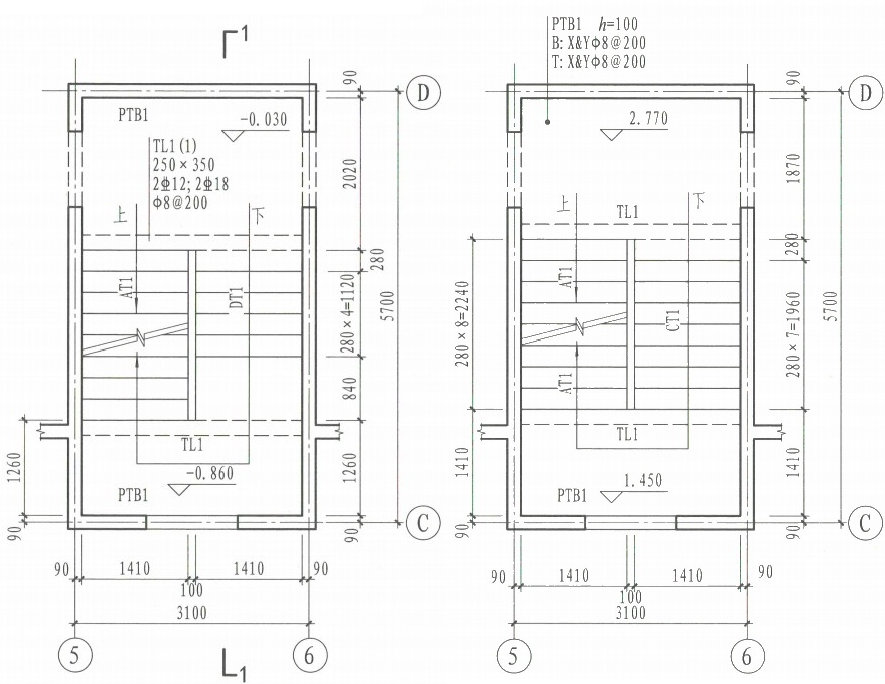 1
PTB1
-0.030
TL1(1)
250×350
2Φ12; 2Φ18
Φ8@200
上
下
AT1
DT1
TL1
-0.860
PTB1
90
2020
280
280×4=1120
840
1260
90
5700
1260
90
D
C
90
1410
1410
90
100
3100
5
6
1
PTB1 h=100
B: X&YΦ8@200
T: X&YΦ8@200
2.770
上
TL1
下
AT1
CT1
AT1
TL1
1.450
PTB1
280×8=2240
1410
90
90
1870
280
280×7=1960
1410
90
5700
D
C
90
1410
1410
90
100
3100
5
6